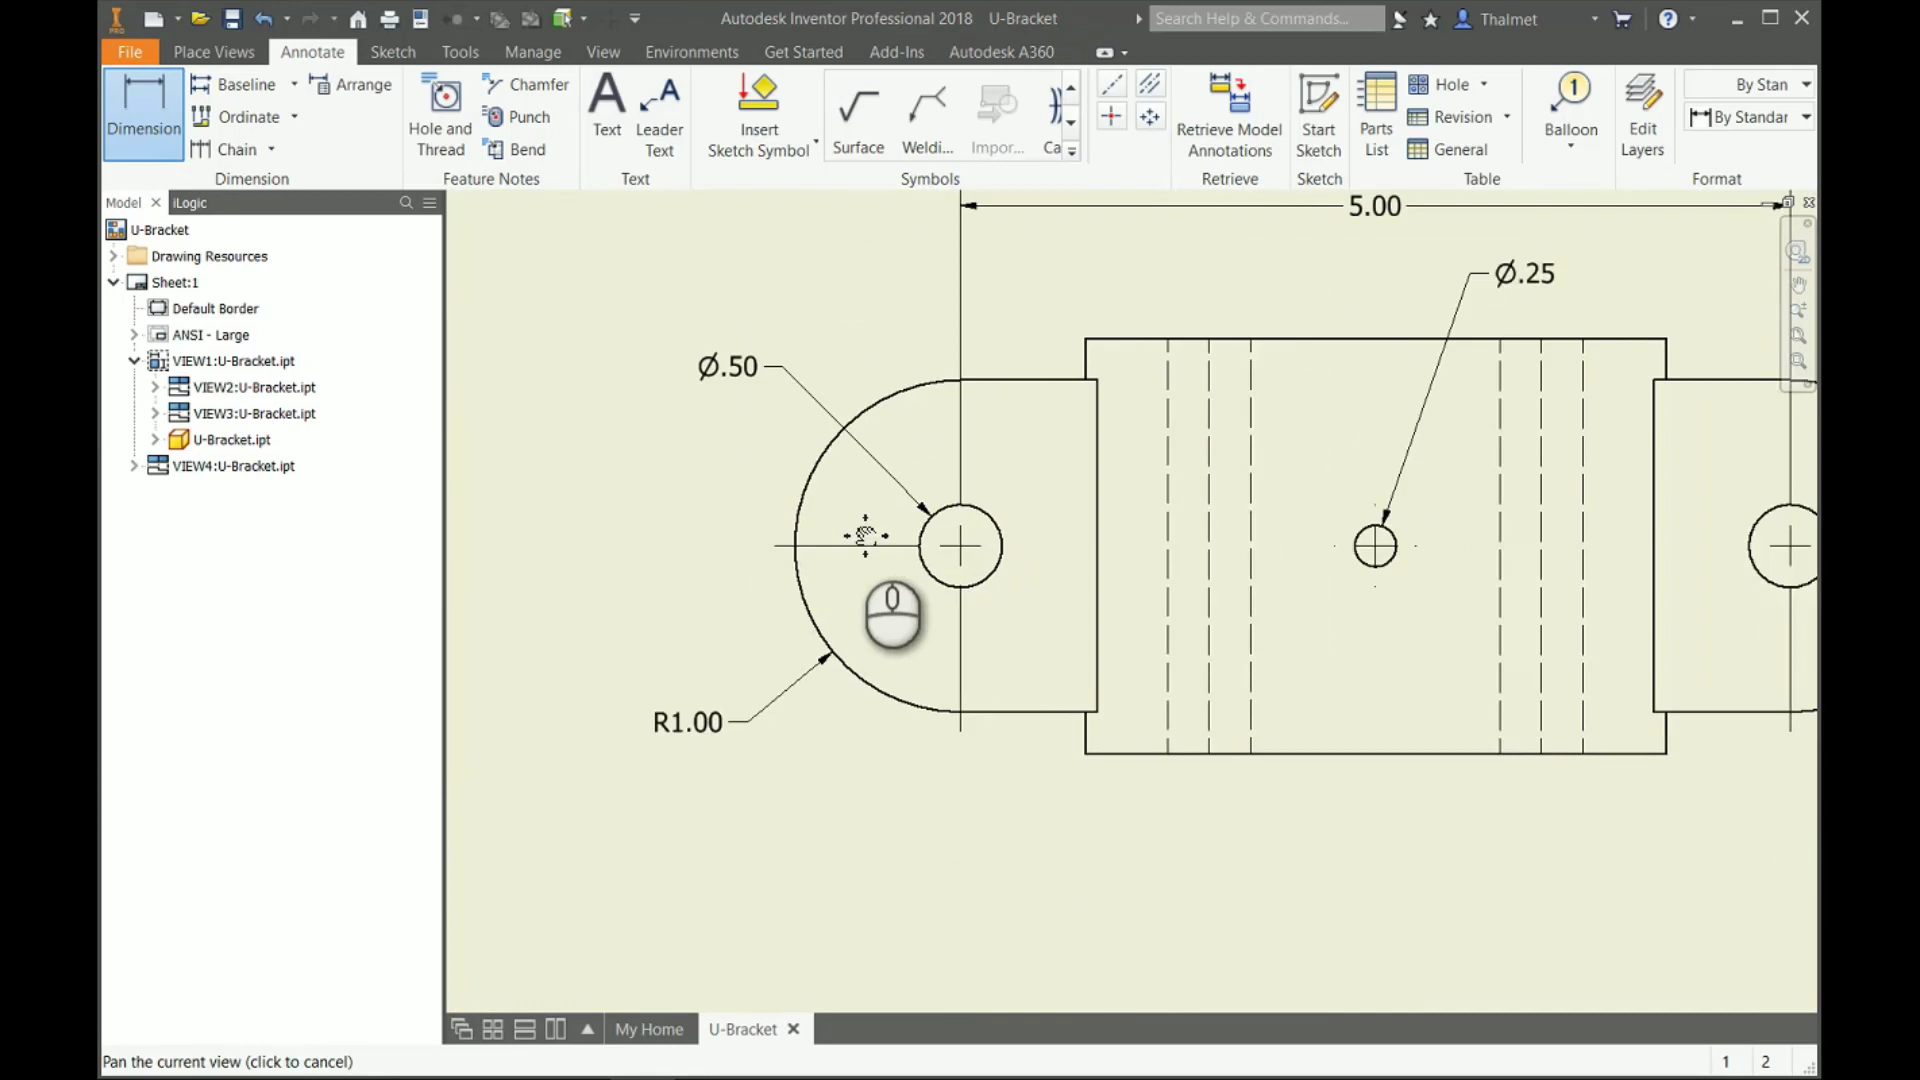 PRO
Autodesk Inventor Professional 2018 U-Bracket
Search Help & Commands...
Thalmet
File Place Views Annotate Sketch Tools Manage View Environments Get Started Add-Ins Autodesk A360
Dimension
Baseline
Ordinate
Chain
Arrange
Dimension
Hole and
Thread
Chamfer
Punch
Bend
Feature Notes
Text
Leader
Text
Text
Insert
Sketch Symbol
Surface
Weldi...
Impor...
Ca
Symbols
Retrieve Model
Annotations
Retrieve
Start
Sketch
Sketch
Parts
List
Hole
Revision
General
Table
1
Balloon
Edit
Layers
By Stan
By Standar
Format
Model
iLogic
U-Bracket
Drawing Resources
Sheet:1
Default Border
ANSI - Large
VIEW1:U-Bracket.ipt
VIEW2:U-Bracket.ipt
VIEW3:U-Bracket.ipt
U-Bracket.ipt
VIEW4:U-Bracket.ipt
5.00
Ø.25
Ø.50
R1.00
My Home
U-Bracket
Pan the current view (click to cancel)
1 2